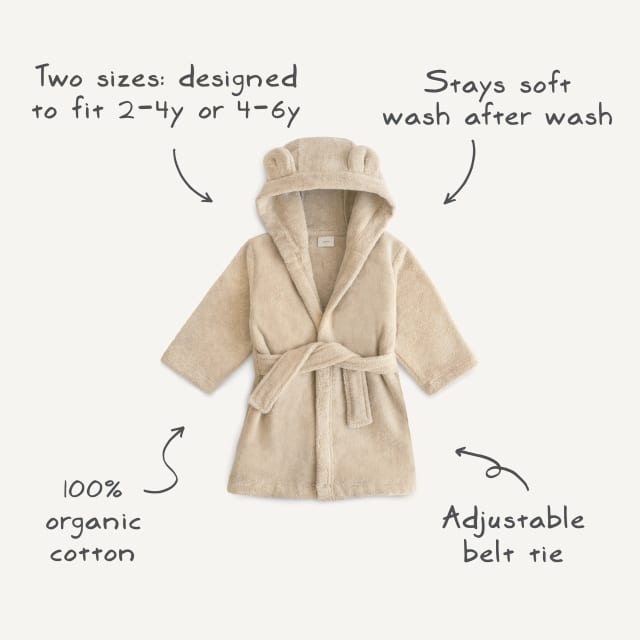 Two sizes: designed
to fit 2-4y or 4-6y
Stays soft
wash after wash
100%
organic
cotton
Adjustable
belt tie